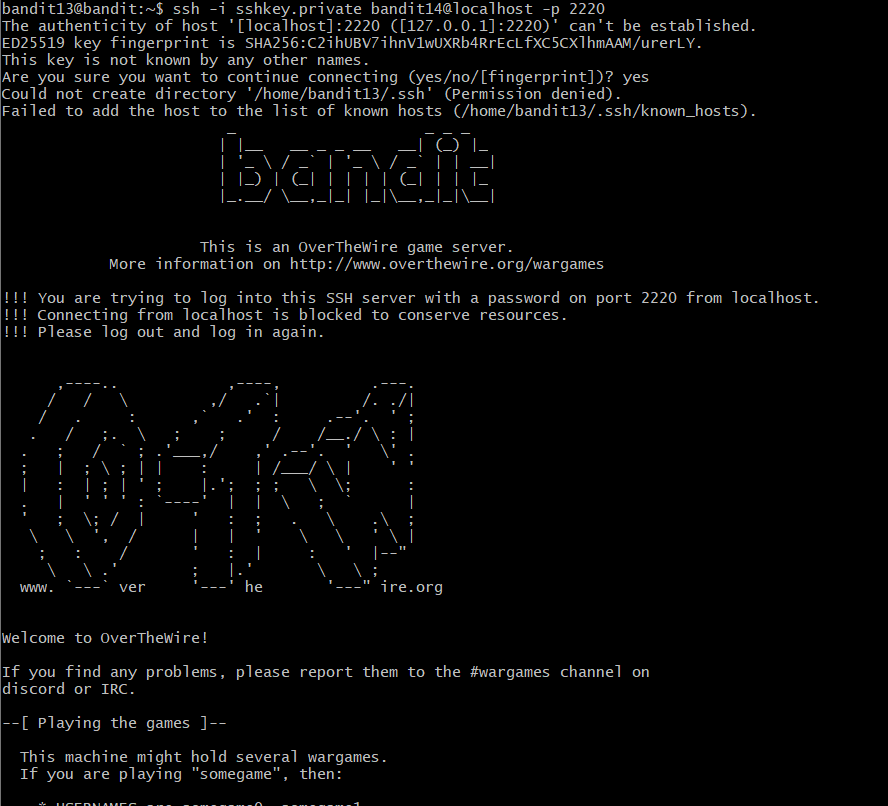 bandit13@bandit:~$ ssh -i sshkey.private bandit14@localhost -p 2220
The authenticity of host '[localhost]:2220 ([127.0.0.1]:2220)' can't be established.
ED25519 key fingerprint is SHA256:C2ihUBV7ihnV1wUXRb4RrEcLfXC5CXlhmAAM/urerLY.
This key is not known by any other names.
Are you sure you want to continue connecting (yes/no/[fingerprint])? yes
Could not create directory '/home/bandit13/.ssh' (Permission denied).
Failed to add the host to the list of known hosts (/home/bandit13/.ssh/known_hosts).
bandit
This is an OverTheWire game server.
More information on http://www.overthewire.org/wargames
!!! You are trying to log into this SSH server with a password on port 2220 from localhost.
!!! Connecting from localhost is blocked to conserve resources.
!!! Please log out and log in again.
www. ver he ire.org
Welcome to OverTheWire!
If you find any problems, please report them to the #wargames channel on
discord or IRC.
--[ Playing the games ]--
This machine might hold several wargames.
If you are playing "somegame", then:
* USERNAMES are somegame0, somegame1